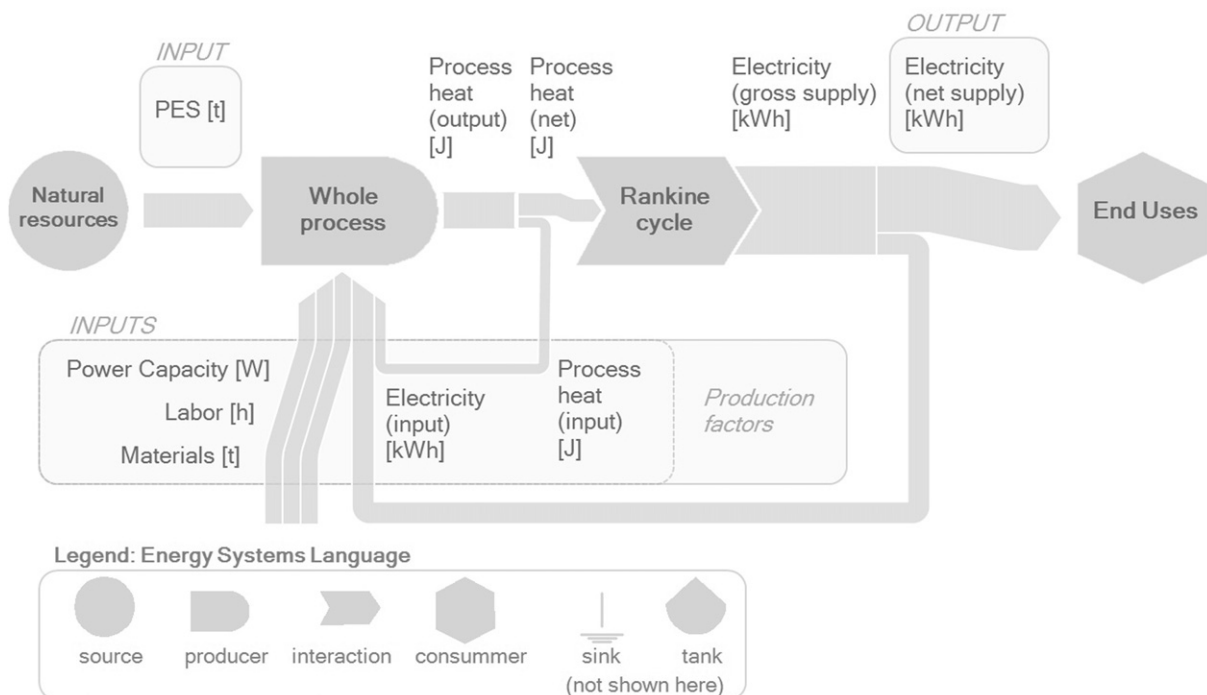 INPUT
PES [t]
Process
heat
(output)
[J]
Process
heat
(net)
[J]
Electricity
(gross supply)
[kWh]
OUTPUT
Electricity
(net supply)
[kWh]
Natural
resources
Whole
process
Rankine
cycle
End Uses
INPUTS
Power Capacity [W]
Labor [h]
Materials [t]
Electricity
(input)
[kWh]
Process
heat
(input)
[J]
Production
factors
Legend: Energy Systems Language
source
producer
interaction
consummer
sink
tank
(not shown here)